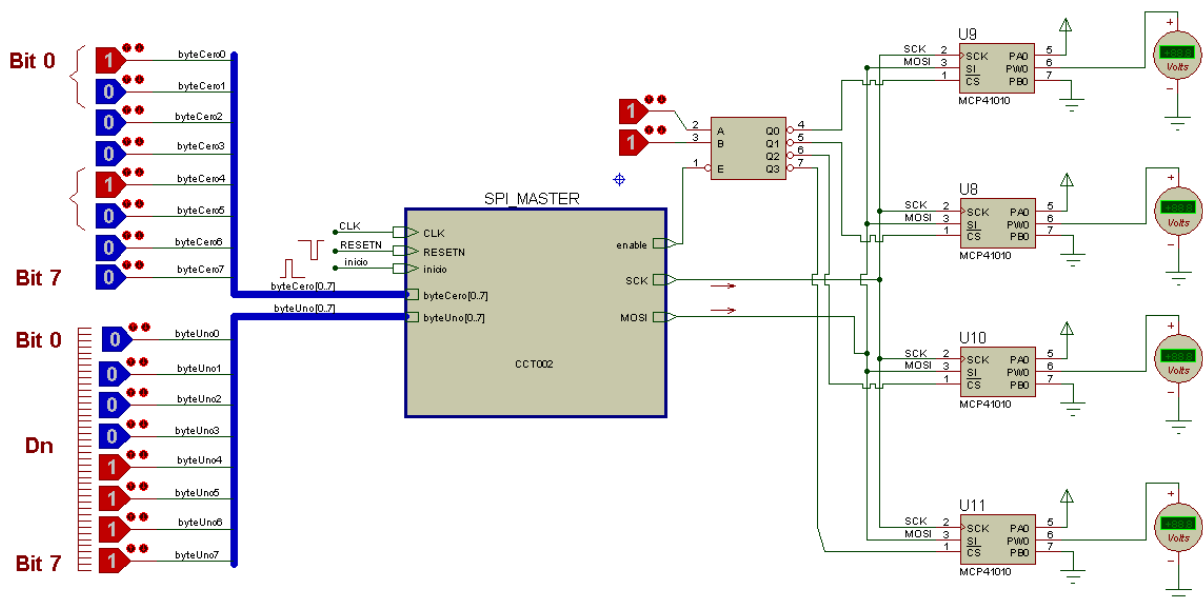 Bit 0
1
byteCero0
0
byteCero1
0
byteCero2
0
byteCero3
1
byteCero4
0
byteCero5
0
byteCero6
Bit 7
0
byteCero7
byteCero[0..7]
byteUno[0..7]
Bit 0
0
byteUno0
0
byteUno1
0
byteUno2
0
byteUno3
Dn
1
byteUno4
1
byteUno5
1
byteUno6
Bit 7
1
byteUno7
SPI_MASTER
CLK
CLK
RESETN
RESETN
inicio
inicio
byteCero[0..7]
byteUno[0..7]
enable
SCK
MOSI
CCT002
1
1
2 A Q0 4
3 B Q1 5
Q2 6
1 E Q3 7
U9
SCK 2 SCK PA0 5
MOSI 3 SI PW0 6
1 CS PB0 7
MCP41010
+
Volts
-
U8
SCK 2 SCK PA0 5
MOSI 3 SI PW0 6
1 CS PB0 7
MCP41010
+
Volts
-
U10
SCK 2 SCK PA0 5
MOSI 3 SI PW0 6
1 CS PB0 7
MCP41010
+
Volts
-
U11
SCK 2 SCK PA0 5
MOSI 3 SI PW0 6
1 CS PB0 7
MCP41010
+
Volts
-